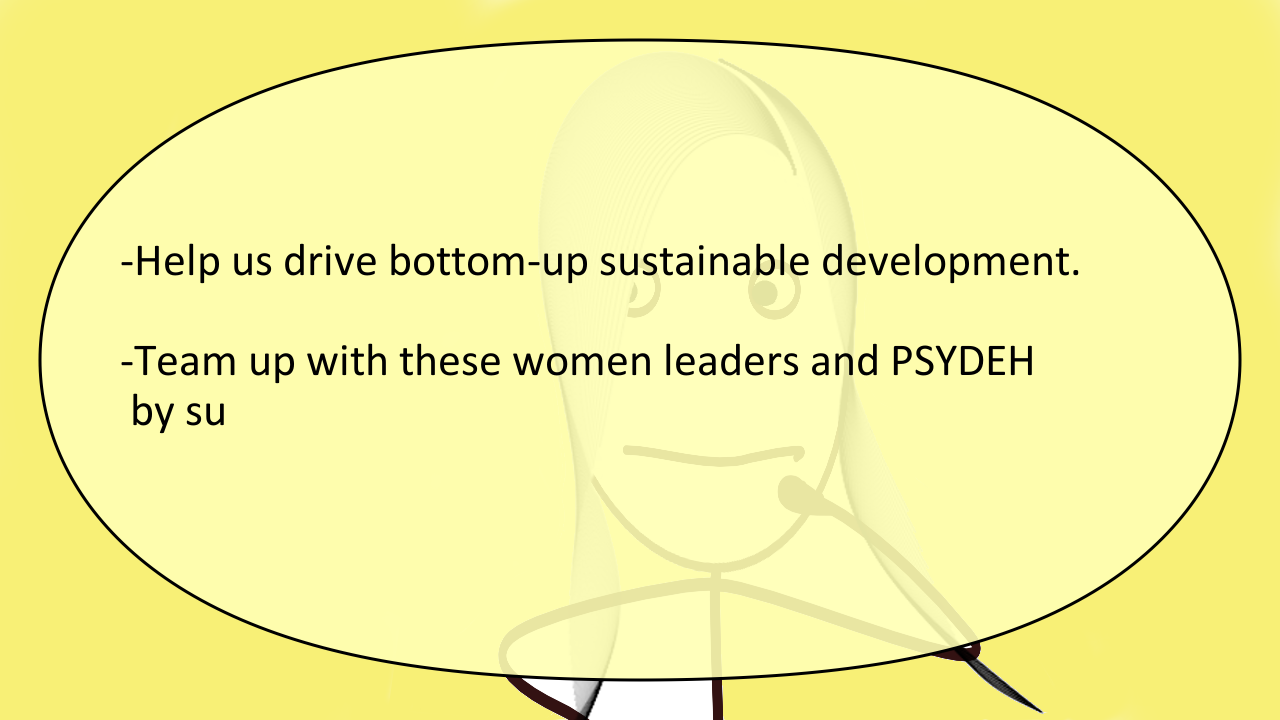 -Help us drive bottom-up sustainable development.
-Team up with these women leaders and PSYDEH
by su